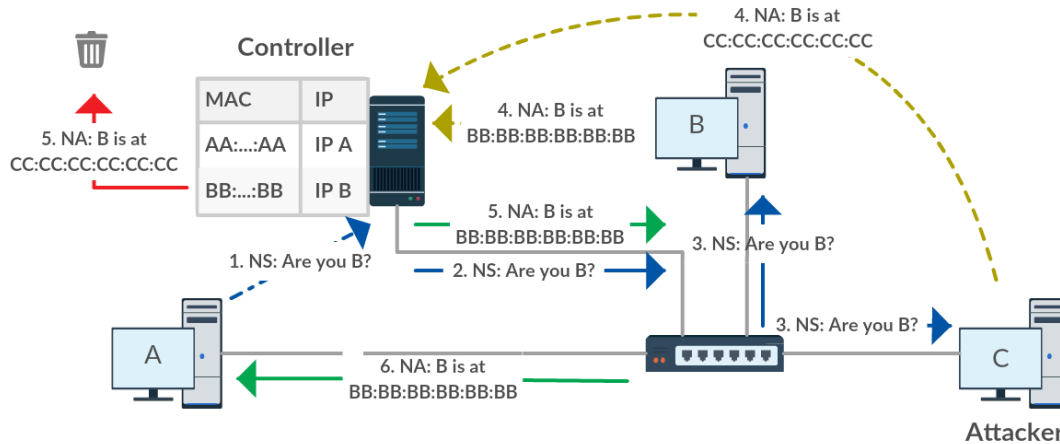 4. NA: B is at
CC:CC:CC:CC:CC:CC
Controller
MAC IP
AA:...:AA IP A
BB:...:BB IP B
5. NA: B is at
CC:CC:CC:CC:CC:CC
4. NA: B is at
BB:BB:BB:BB:BB:BB
B
5. NA: B is at
BB:BB:BB:BB:BB:BB
1. NS: Are you B?
2. NS: Are you B?
3. NS: Are you B?
3. NS: Are you B?
A
6. NA: B is at
BB:BB:BB:BB:BB:BB
C
Attacker